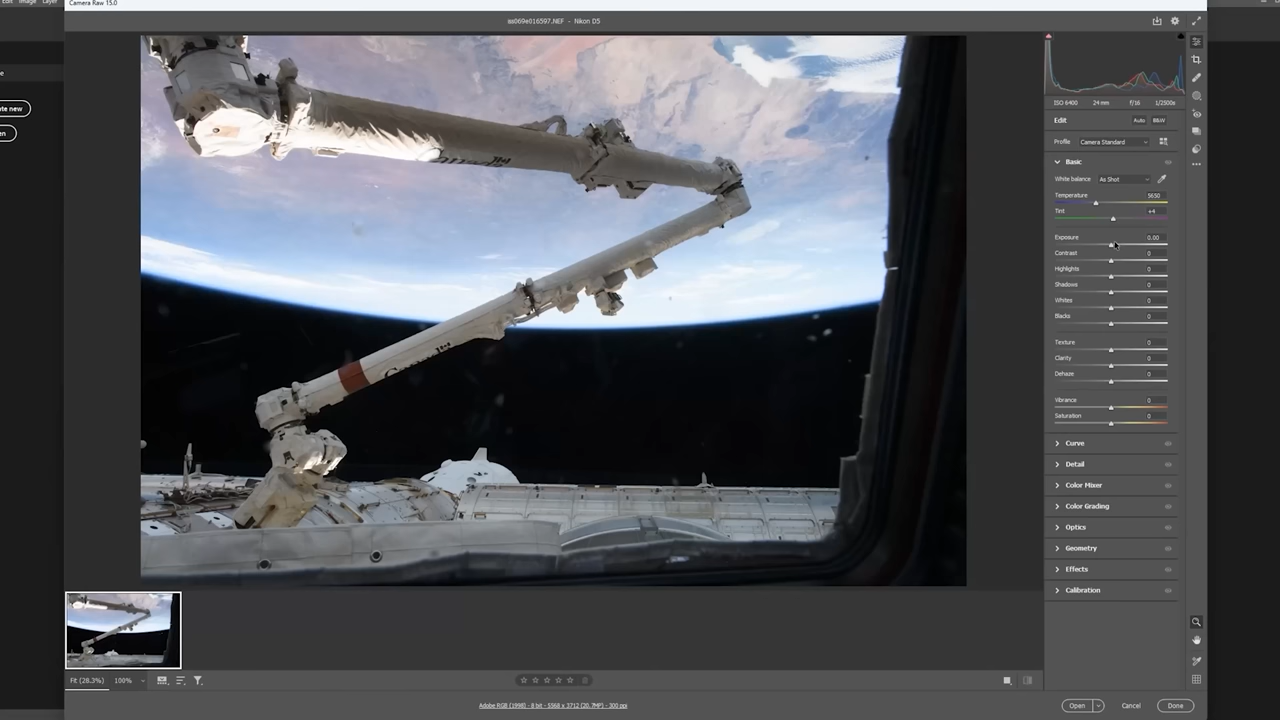 Edit Image Layer
Camera Raw 15.0
iss069e016597.NEF - Nikon D5
ISO 6400 24 mm f/16 1/2500s
Edit Auto B&W
Profile Camera Standard
Basic
White balance As Shot
Temperature 5650
Tint +4
Exposure 0.00
Contrast 0
Highlights 0
Shadows 0
Whites 0
Blacks 0
Texture 0
Clarity 0
Dehaze 0
Vibrance 0
Saturation 0
Curve
Detail
Color Mixer
Color Grading
Optics
Geometry
Effects
Calibration
Fit (28.3%) 100%
Adobe RGB (1998) - 8 bit - 5568 x 3712 (20.7MP) - 300 ppi
Open Cancel Done